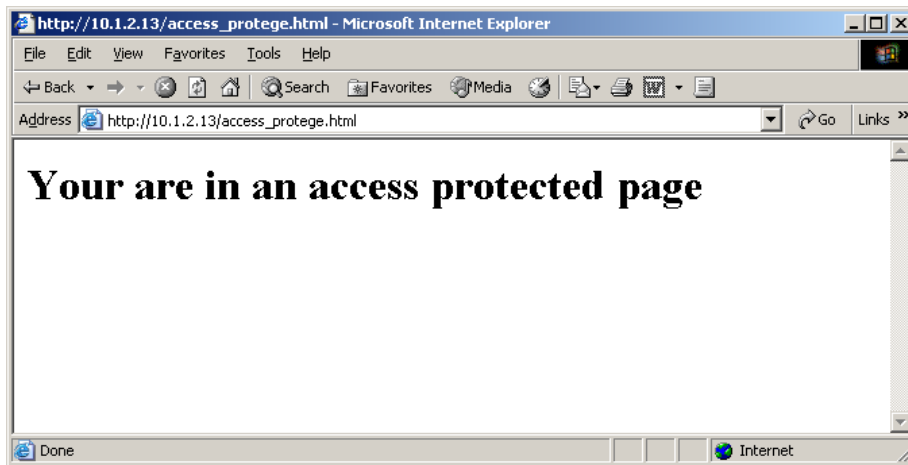 http://10.1.2.13/access_protege.html - Microsoft Internet Explorer
File Edit View Favorites Tools Help
Back Search Favorites Media
Address http://10.1.2.13/access_protege.html Go Links »
Your are in an access protected page
Done Internet